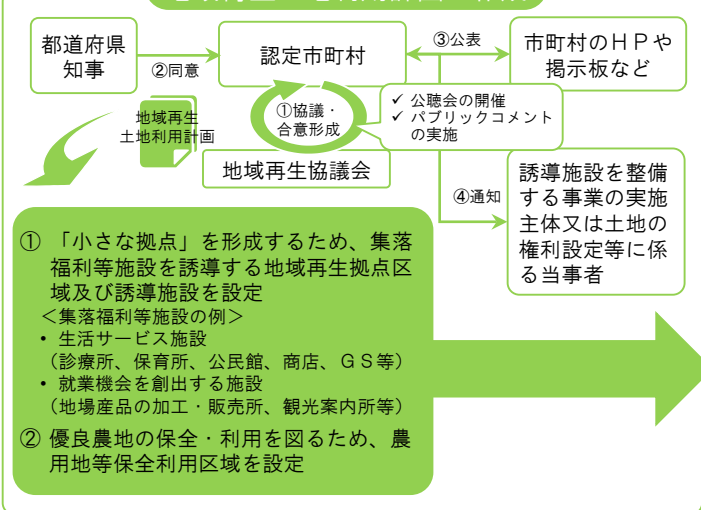 都道府県
知事
②同意
認定市町村
③公表
市町村のＨＰや
掲示板など
地域再生
土地利用計画
①協議・
合意形成
✓ 公聴会の開催
✓ パブリックコメント
の実施
地域再生協議会
④通知
誘導施設を整備
する事業の実施
主体又は土地の
権利設定等に係
る当事者
① 「小さな拠点」を形成するため、集落
福利等施設を誘導する地域再生拠点区
域及び誘導施設を設定
＜集落福利等施設の例＞
• 生活サービス施設
（診療所、保育所、公民館、商店、ＧＳ等）
• 就業機会を創出する施設
（地場産品の加工・販売所、観光案内所等）
② 優良農地の保全・利用を図るため、農
用地等保全利用区域を設定